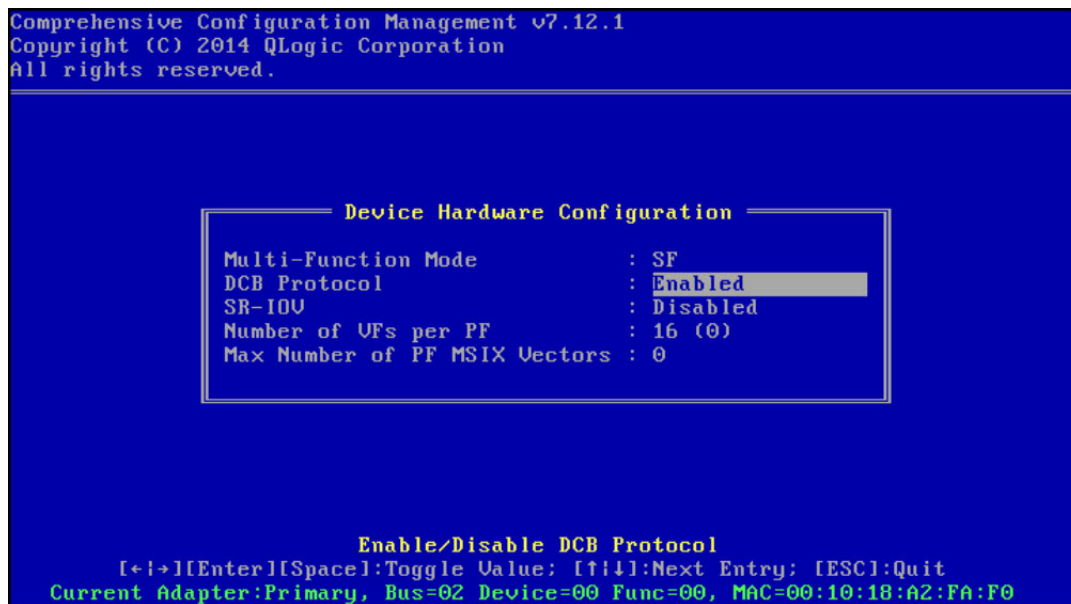 Comprehensive Configuration Management v7.12.1
Copyright (C) 2014 QLogic Corporation
All rights reserved.
Device Hardware Configuration
Multi-Function Mode : SF
DCB Protocol : Enabled
SR-IOV : Disabled
Number of VFs per PF : 16 (0)
Max Number of PF MSIX Vectors : 0
Enable/Disable DCB Protocol
[←|→][Enter][Space]:Toggle Value; [↑|↓]:Next Entry; [ESC]:Quit
Current Adapter:Primary, Bus=02 Device=00 Func=00, MAC=00:10:18:A2:FA:F0